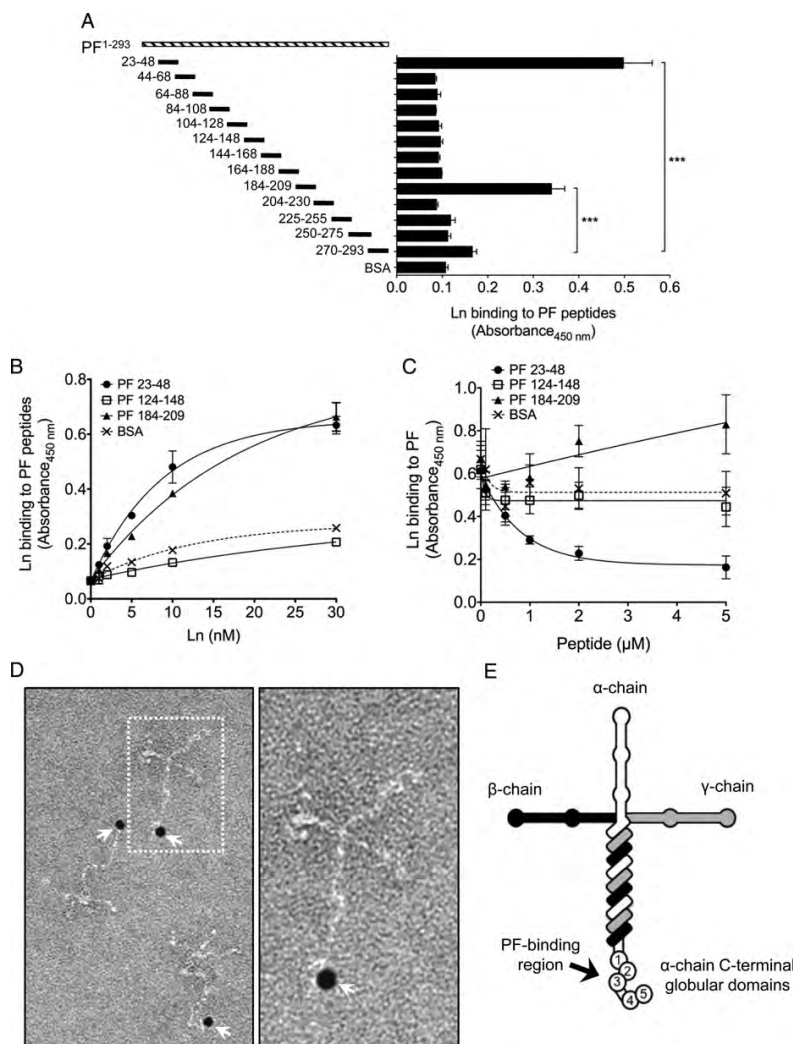 A
PF1-293
23-48
44-68
64-88
84-108
104-128
124-148
144-168
164-188
184-209
204-230
225-255
250-275
270-293
BSA
***
***
0.0 0.1 0.2 0.3 0.4 0.5 0.6
Ln binding to PF peptides
(Absorbance450 nm)
B
PF 23-48
PF 124-148
PF 184-209
BSA
Ln binding to PF peptides
(Absorbance450 nm)
0.8
0.6
0.4
0.2
0.0
0 5 10 15 20 25 30
Ln (nM)
C
PF 23-48
PF 124-148
PF 184-209
BSA
Ln binding to PF
(Absorbance450 nm)
1.0
0.8
0.6
0.4
0.2
0.0
0 1 2 3 4 5
Peptide (µM)
D
E
α-chain
β-chain
γ-chain
PF-binding
region
1
2
3
4
5
α-chain C-terminal
globular domains